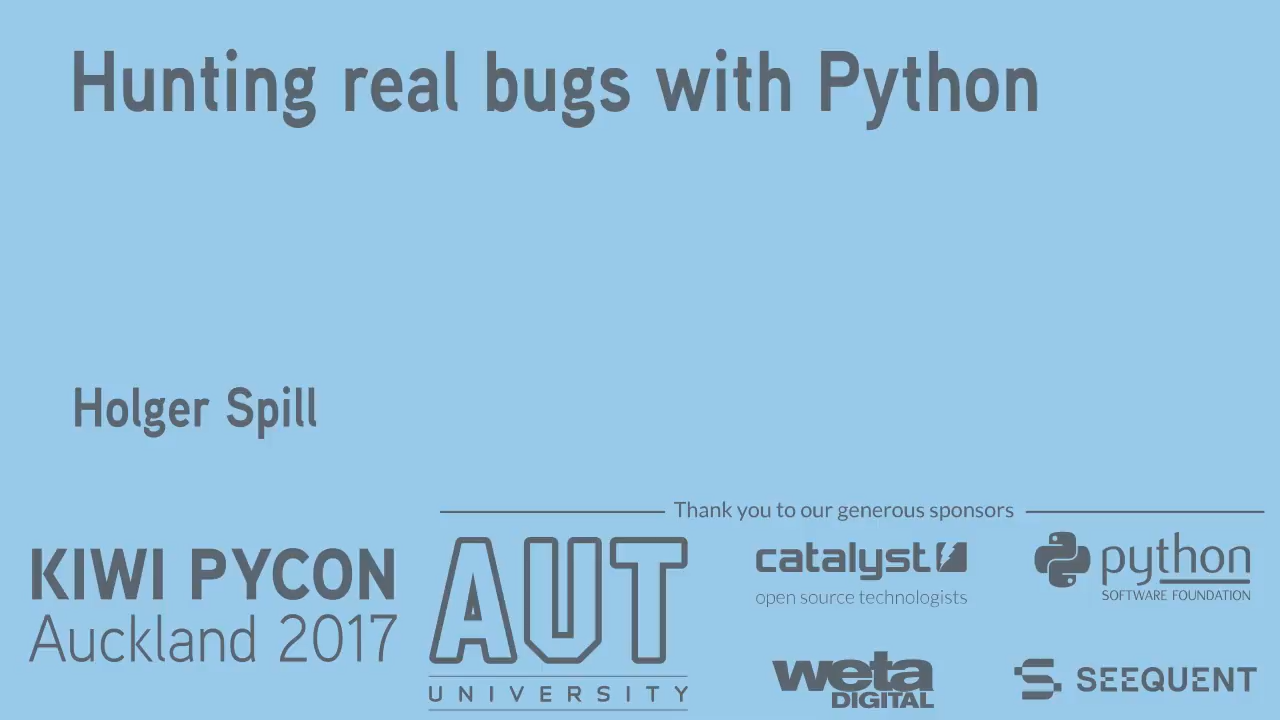 Hunting real bugs with Python
Holger Spill
Thank you to our generous sponsors
KIWI PYCON
Auckland 2017
AUT
UNIVERSITY
catalyst
open source technologists
python
SOFTWARE FOUNDATION
weta
DIGITAL
SEEQUENT